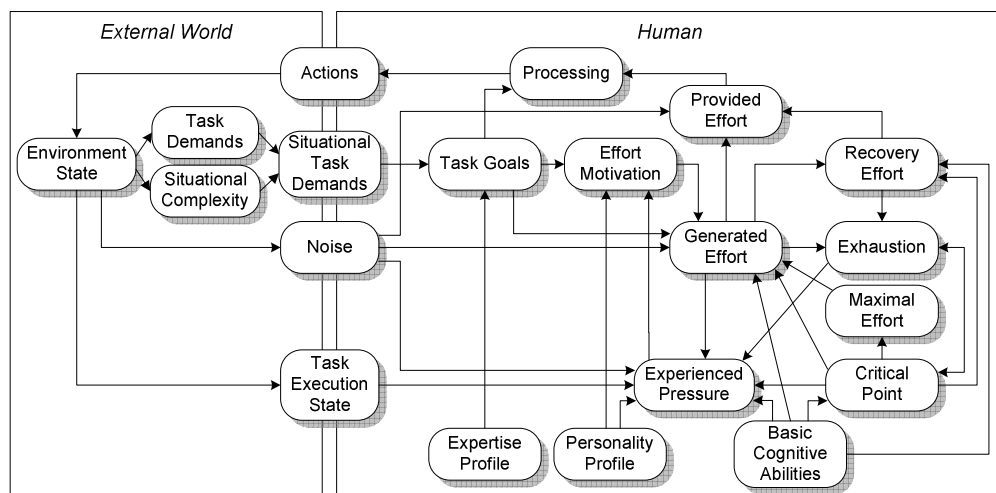 External World
Human
Actions
Processing
Provided
Effort
Task
Demands
Environment
State
Situational
Complexity
Situational
Task
Demands
Task Goals
Effort
Motivation
Recovery
Effort
Noise
Generated
Effort
Exhaustion
Maximal
Effort
Task
Execution
State
Experienced
Pressure
Critical
Point
Expertise
Profile
Personality
Profile
Basic
Cognitive
Abilities